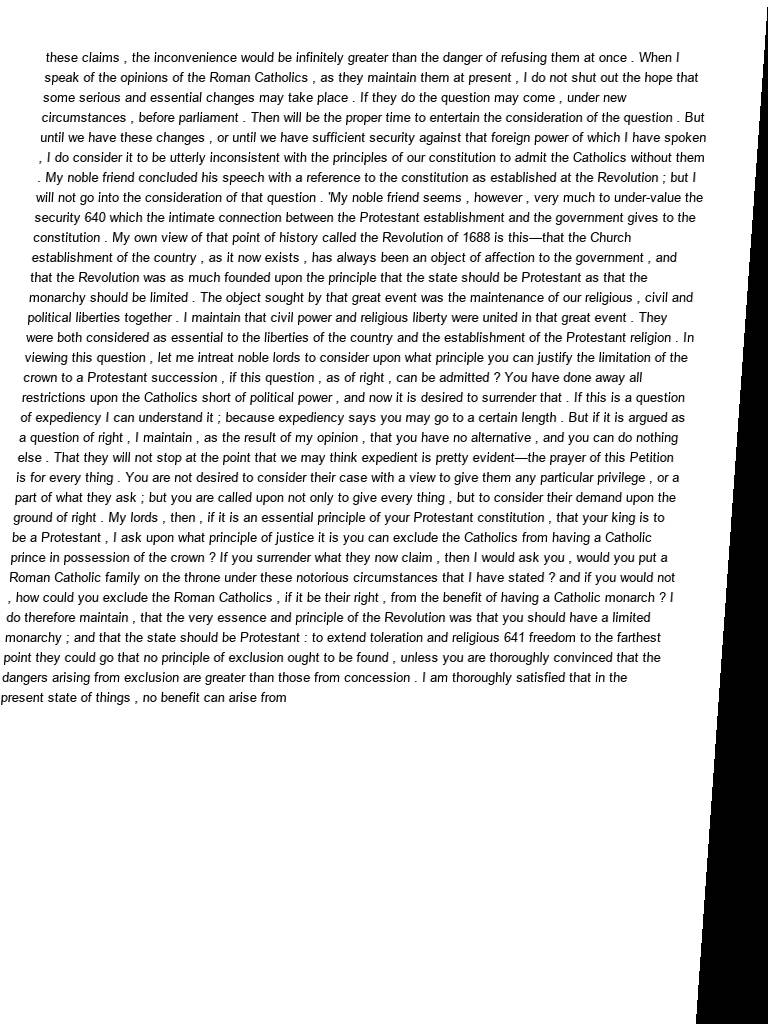 these claims , the inconvenience would be infinitely greater than the danger of refusing them at once . When I
speak of the opinions of the Roman Catholics , as they maintain them at present , I do not shut out the hope that
some serious and essential changes may take place . If they do the question may come , under new
circumstances , before parliament . Then will be the proper time to entertain the consideration of the question . But
until we have these changes , or until we have sufficient security against that foreign power of which I have spoken
, I do consider it to be utterly inconsistent with the principles of our constitution to admit the Catholics without them
. My noble friend concluded his speech with a reference to the constitution as established at the Revolution ; but I
will not go into the consideration of that question . 'My noble friend seems , however , very much to under-value the
security 640 which the intimate connection between the Protestant establishment and the government gives to the
constitution . My own view of that point of history called the Revolution of 1688 is this—that the Church
establishment of the country , as it now exists , has always been an object of affection to the government , and
that the Revolution was as much founded upon the principle that the state should be Protestant as that the
monarchy should be limited . The object sought by that great event was the maintenance of our religious , civil and
political liberties together . I maintain that civil power and religious liberty were united in that great event . They
were both considered as essential to the liberties of the country and the establishment of the Protestant religion . In
viewing this question , let me intreat noble lords to consider upon what principle you can justify the limitation of the
crown to a Protestant succession , if this question , as of right , can be admitted ? You have done away all
restrictions upon the Catholics short of political power , and now it is desired to surrender that . If this is a question
of expediency I can understand it ; because expediency says you may go to a certain length . But if it is argued as
a question of right , I maintain , as the result of my opinion , that you have no alternative , and you can do nothing
else . That they will not stop at the point that we may think expedient is pretty evident—the prayer of this Petition
is for every thing . You are not desired to consider their case with a view to give them any particular privilege , or a
part of what they ask ; but you are called upon not only to give every thing , but to consider their demand upon the
ground of right . My lords , then , if it is an essential principle of your Protestant constitution , that your king is to
be a Protestant , I ask upon what principle of justice it is you can exclude the Catholics from having a Catholic
prince in possession of the crown ? If you surrender what they now claim , then I would ask you , would you put a
Roman Catholic family on the throne under these notorious circumstances that I have stated ? and if you would not
, how could you exclude the Roman Catholics , if it be their right , from the benefit of having a Catholic monarch ? I
do therefore maintain , that the very essence and principle of the Revolution was that you should have a limited
monarchy ; and that the state should be Protestant : to extend toleration and religious 641 freedom to the farthest
point they could go that no principle of exclusion ought to be found , unless you are thoroughly convinced that the
dangers arising from exclusion are greater than those from concession . I am thoroughly satisfied that in the
present state of things , no benefit can arise from